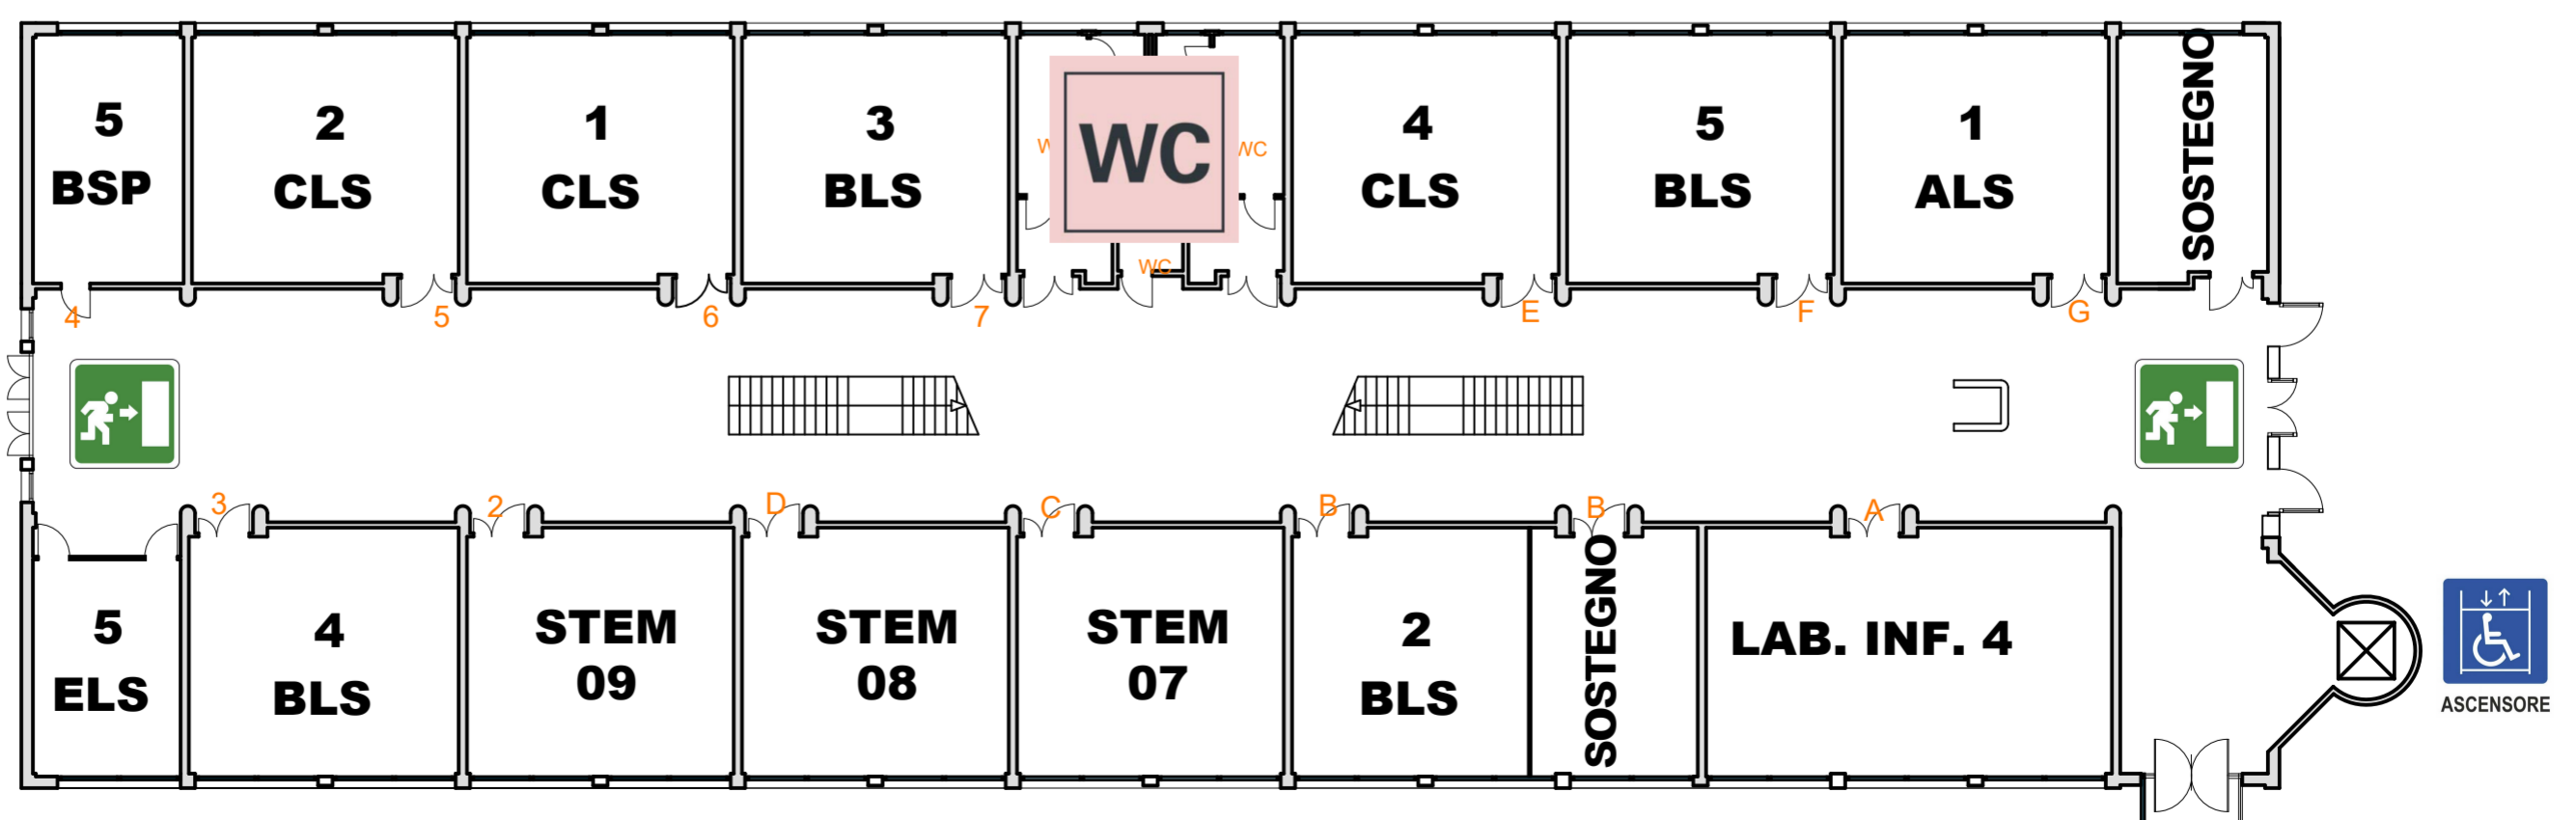 5
BSP
2
CLS
1
CLS
3
BLS
WC
WC
WC
4
CLS
5
BLS
1
ALS
SOSTEGNO
4
5
6
7
E
F
G
3
2
D
C
B
B
A
5
ELS
4
BLS
STEM
09
STEM
08
STEM
07
2
BLS
SOSTEGNO
LAB. INF. 4
ASCENSORE